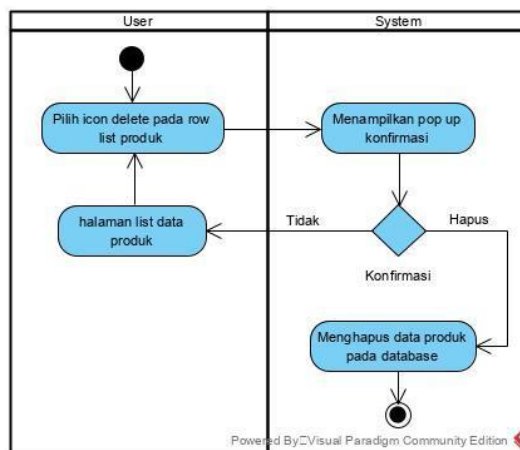 User
System
Pilih icon delete pada row
list produk
Menampilkan pop up
konfirmasi
halaman list data
produk
Tidak
Hapus
Konfirmasi
Menghapus data produk
pada database
Powered By Visual Paradigm Community Edition